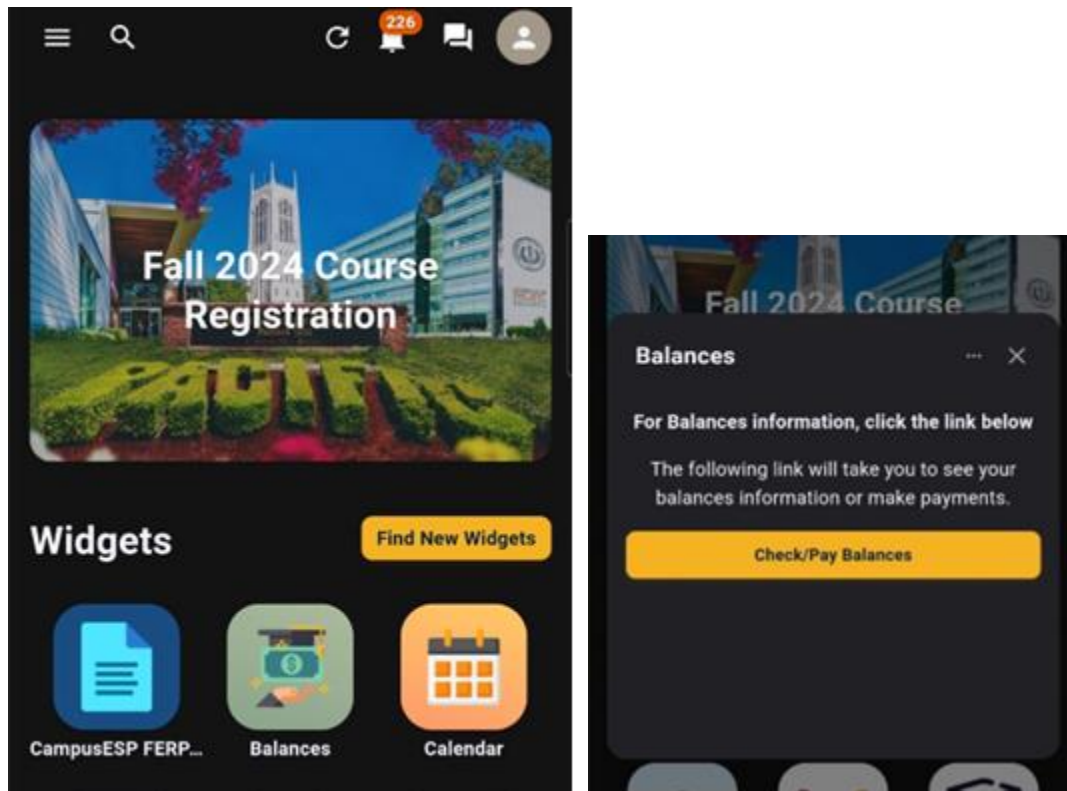 226
Fall 2024 Course
Registration
PACIFIC
Widgets
Find New Widgets
CampusESP FERP...
Balances
Calendar
Fall 2024 Course
Balances
For Balances information, click the link below
The following link will take you to see your
balances information or make payments.
Check/Pay Balances